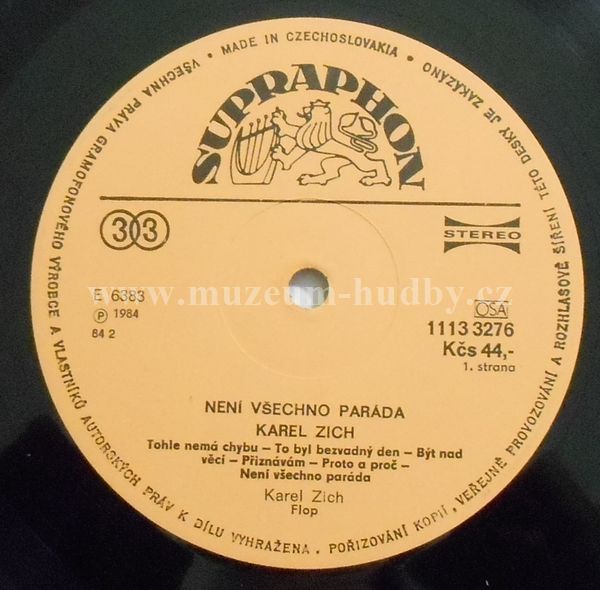 VŠECHNA PRÁVA GRAMOFONOVÉHO VÝROBCE A VLASTNÍKŮ AUTORSKÝCH PRÁV K DÍLU VYHRAŽENA. POŘIZOVÁNÍ KOPIÍ, VEŘEJNÉ PROVOZOVÁNÍ A ROZHLASOVÉ ŠÍŘENÍ TÉTO DESKY JE ZAKÁZÁNO • MADE IN CZECHOSLOVAKIA •
SUPRAPHON
33
STEREO
www.muzeum-hudby.cz
E 6383
Ⓟ 1984
84 2
OSA
1113 3276
Kčs 44,-
1. strana
NENÍ VŠECHNO PARÁDA
KAREL ZICH
Tohle nemá chybu – To byl bezvadný den – Být nad
věcí – Přiznávám – Proto a proč –
Není všechno paráda
Karel Zich
Flop